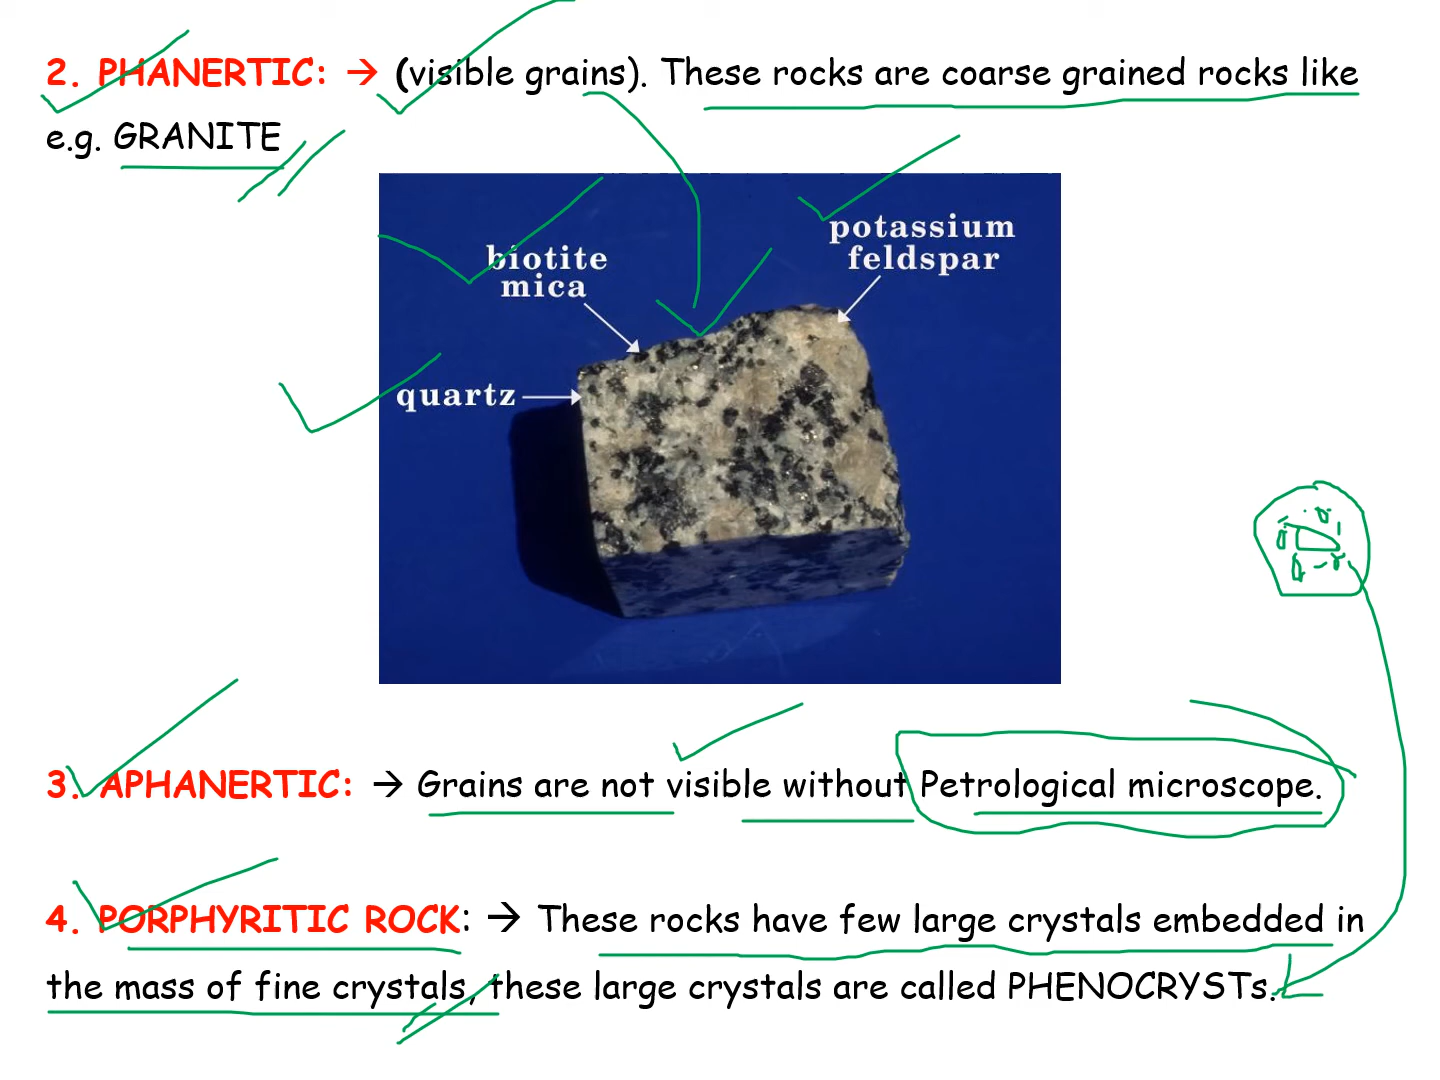 2. PHANERTIC: → (visible grains). These rocks are coarse grained rocks like
e.g. GRANITE
potassium
feldspar
biotite
mica
quartz
3. APHANERTIC: → Grains are not visible without Petrological microscope.
4. PORPHYRITIC ROCK: → These rocks have few large crystals embedded in
the mass of fine crystals, these large crystals are called PHENOCRYSTs.